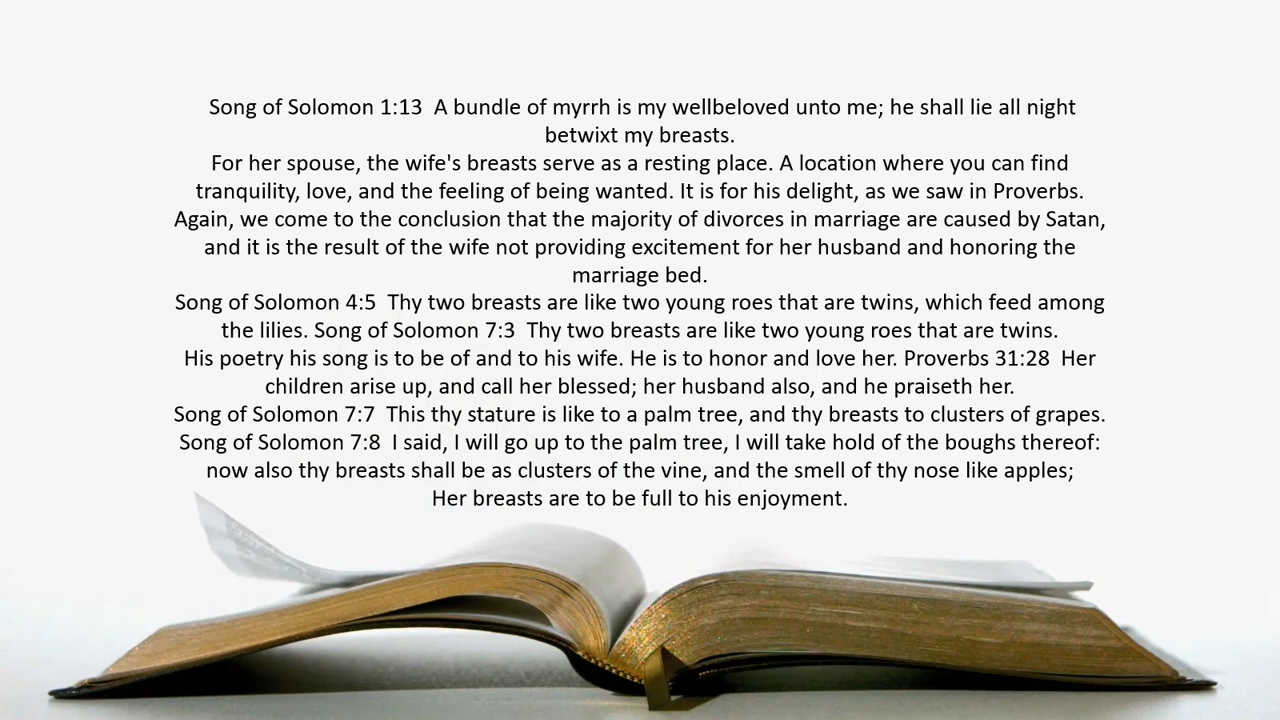 Song of Solomon 1:13  A bundle of myrrh is my wellbeloved unto me; he shall lie all night
betwixt my breasts.
For her spouse, the wife's breasts serve as a resting place. A location where you can find
tranquility, love, and the feeling of being wanted. It is for his delight, as we saw in Proverbs.
Again, we come to the conclusion that the majority of divorces in marriage are caused by Satan,
and it is the result of the wife not providing excitement for her husband and honoring the
marriage bed.
Song of Solomon 4:5  Thy two breasts are like two young roes that are twins, which feed among
the lilies. Song of Solomon 7:3  Thy two breasts are like two young roes that are twins.
His poetry his song is to be of and to his wife. He is to honor and love her. Proverbs 31:28  Her
children arise up, and call her blessed; her husband also, and he praiseth her.
Song of Solomon 7:7  This thy stature is like to a palm tree, and thy breasts to clusters of grapes.
Song of Solomon 7:8  I said, I will go up to the palm tree, I will take hold of the boughs thereof:
now also thy breasts shall be as clusters of the vine, and the smell of thy nose like apples;
Her breasts are to be full to his enjoyment.